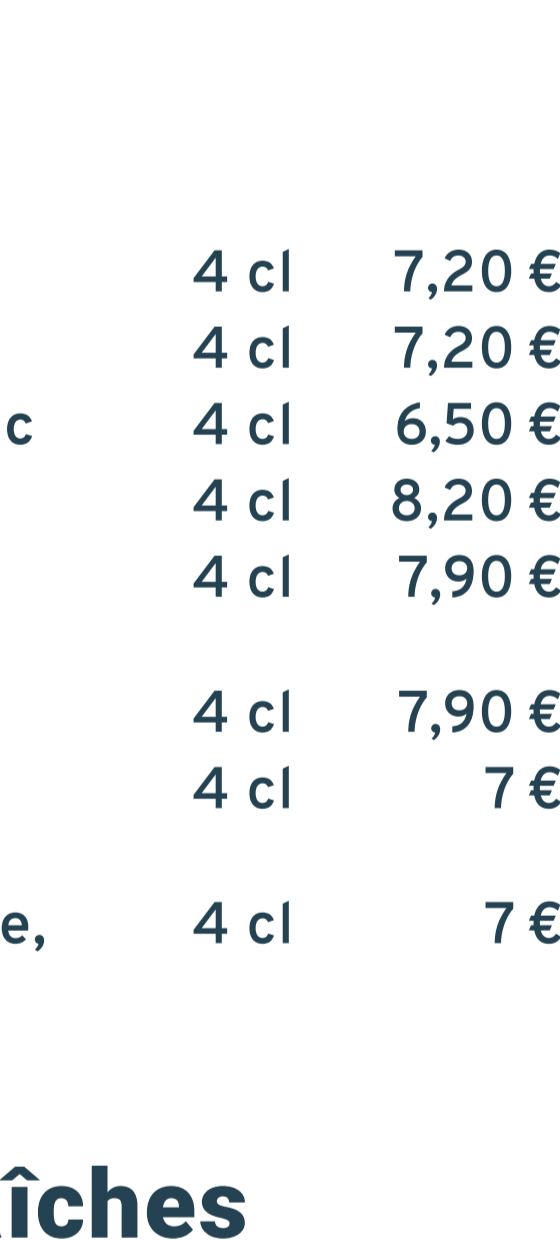 4 cl 7,20 €
4 cl 7,20 €
c 4 cl 6,50 €
4 cl 8,20 €
4 cl 7,90 €
4 cl 7,90 €
4 cl 7 €
e, 4 cl 7 €
îches